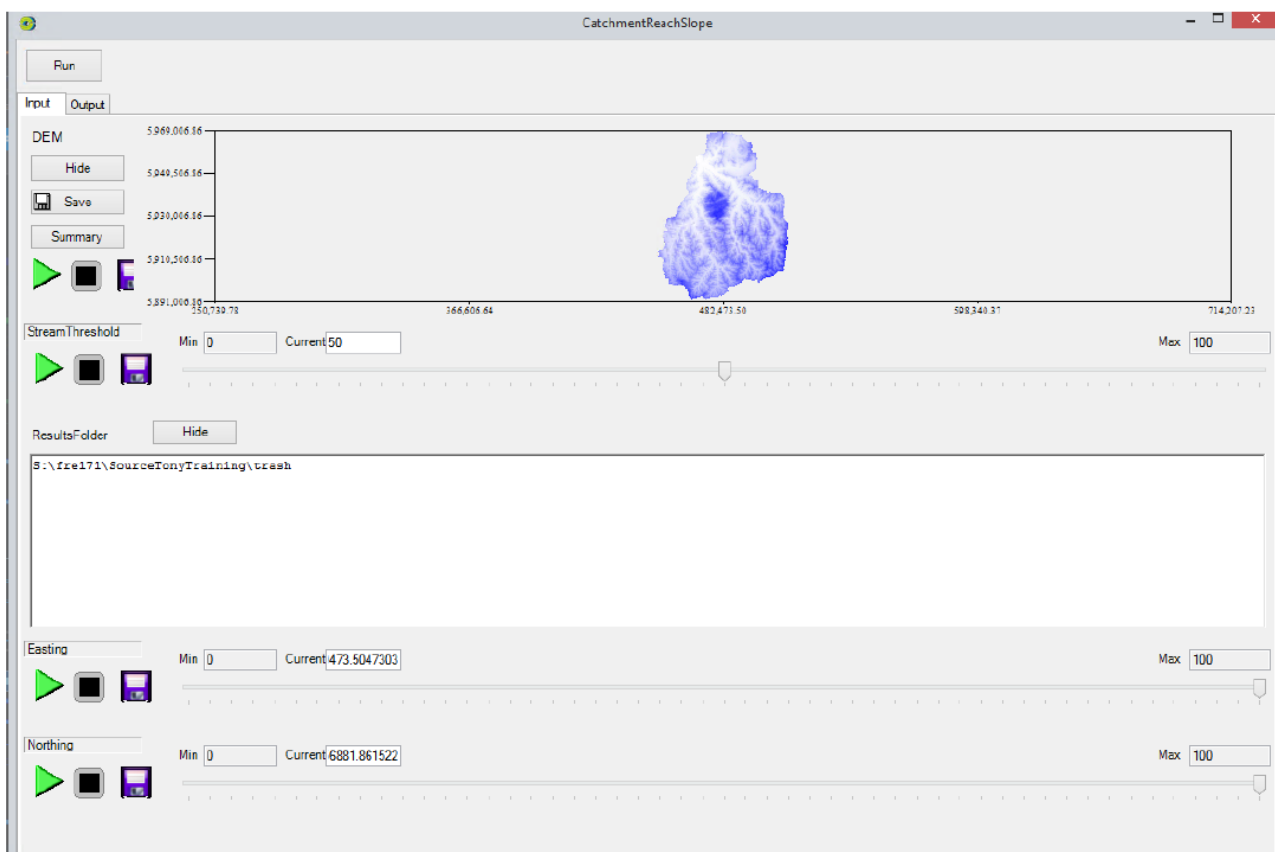 CatchmentReachSlope
Run
Input Output
DEM
Hide
Save
Summary
5,969,006.86
5,949,506.86
5,930,006.86
5,910,506.86
5,891,006.86
250,739.78 366,606.64 482,473.50 598,340.37 714,207.23
StreamThreshold
Min 0 Current 50 Max 100
ResultsFolder Hide
S:\fre171\SourceTonyTraining\trash
Easting
Min 0 Current 473.5047303 Max 100
Northing
Min 0 Current 6881.861522 Max 100